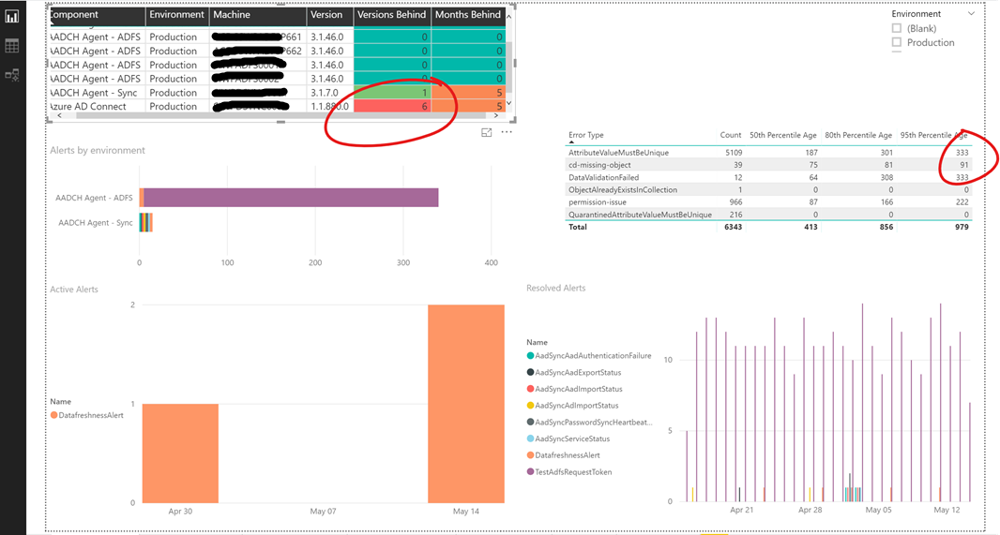 Component Environment Machine Version Versions Behind Months Behind
AADCH Agent - ADFS Production P661 3.1.46.0 0 0
AADCH Agent - ADFS Production P662 3.1.46.0 0 0
AADCH Agent - ADFS Production 3.1.46.0 0 0
AADCH Agent - ADFS Production 3.1.46.0 0 0
AADCH Agent - Sync Production 3.1.7.0 1 5
Azure AD Connect Production 1.1.880.0 6 5
Environment
(Blank)
Production
Error Type Count 50th Percentile Age 80th Percentile Age 95th Percentile Age
AttributeValueMustBeUnique 5109 187 301 333
cd-missing-object 39 75 81 91
DataValidationFailed 12 64 308 333
ObjectAlreadyExistsInCollection 1 0 0 0
permission-issue 966 87 166 222
QuarantinedAttributeValueMustBeUnique 216 0 0 0
Total 6343 413 856 979
Alerts by environment
AADCH Agent - ADFS
AADCH Agent - Sync
0 100 200 300 400
Active Alerts
Name
DatafreshnessAlert
2
1
0
Apr 30 May 07 May 14
Resolved Alerts
Name
AadSyncAadAuthenticationFailure
AadSyncAadExportStatus
AadSyncAadImportStatus
AadSyncAdImportStatus
AadSyncPasswordSyncHeartbeat...
AadSyncServiceStatus
DatafreshnessAlert
TestAdfsRequestToken
10
5
0
Apr 21 Apr 28 May 05 May 12